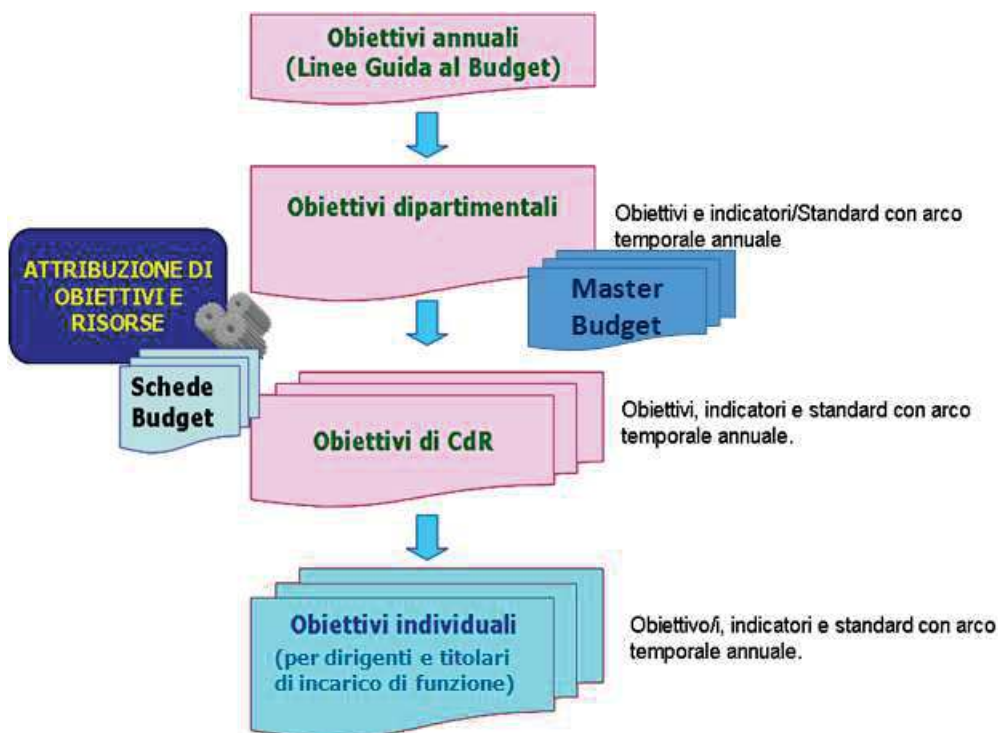 Obiettivi annuali
(Linee Guida al Budget)
Obiettivi dipartimentali
Obiettivi e indicatori/Standard con arco
temporale annuale
Master
Budget
ATTRIBUZIONE DI
OBIETTIVI E
RISORSE
Schede
Budget
Obiettivi di CdR
Obiettivi, indicatori e standard con arco
temporale annuale.
Obiettivi individuali
(per dirigenti e titolari
di incarico di funzione)
Obiettivo/i, indicatori e standard con arco
temporale annuale.